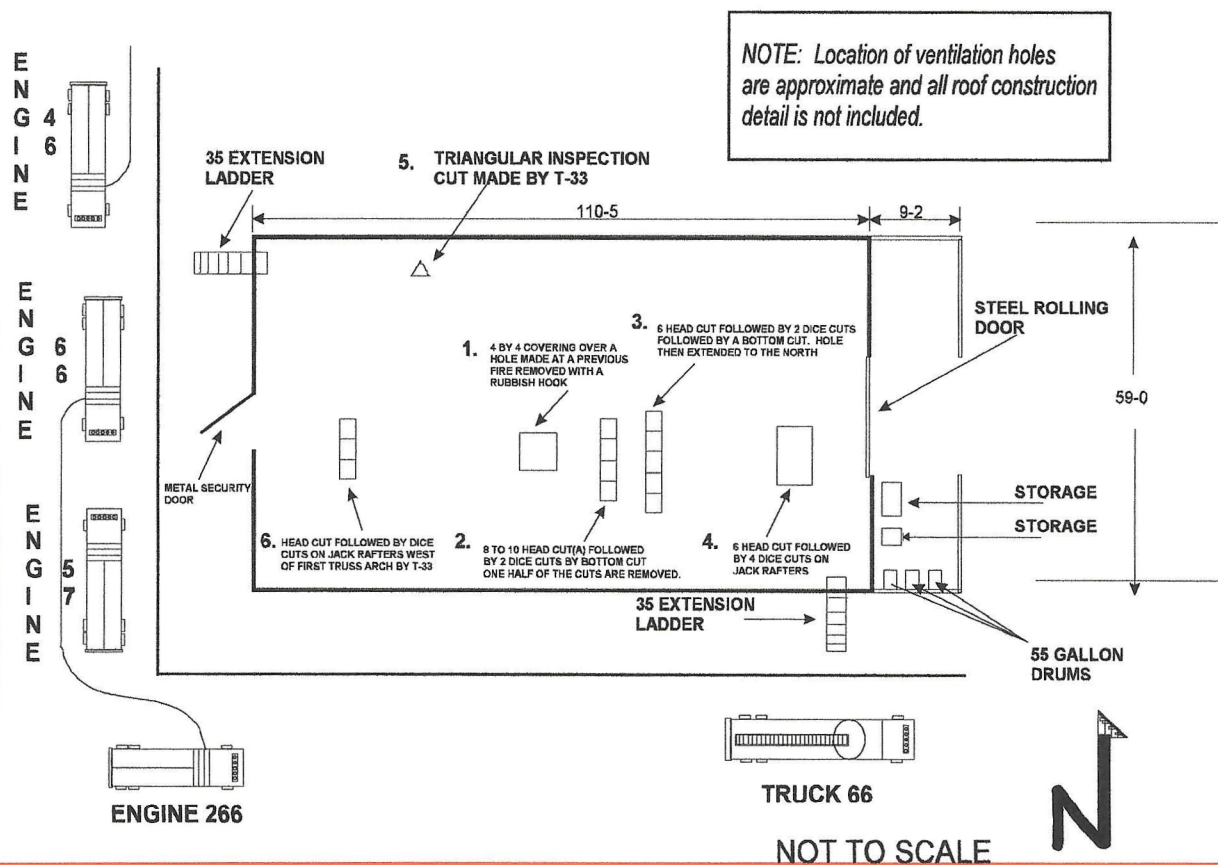 NOTE: Location of ventilation holes
are approximate and all roof construction
detail is not included.
ENGINE 46
35 EXTENSION
LADDER
5. TRIANGULAR INSPECTION
CUT MADE BY T-33
110-5
9-2
ENGINE 66
STEEL ROLLING
DOOR
3. 6 HEAD CUT FOLLOWED BY 2 DICE CUTS
FOLLOWED BY A BOTTOM CUT. HOLE
THEN EXTENDED TO THE NORTH
1. 4 BY 4 COVERING OVER A
HOLE MADE AT A PREVIOUS
FIRE REMOVED WITH A
RUBBISH HOOK
59-0
METAL SECURITY
DOOR
STORAGE
STORAGE
ENGINE 57
6. HEAD CUT FOLLOWED BY DICE
CUTS ON JACK RAFTERS WEST
OF FIRST TRUSS ARCH BY T-33
2. 8 TO 10 HEAD CUT(A) FOLLOWED
BY 2 DICE CUTS BY BOTTOM CUT
ONE HALF OF THE CUTS ARE REMOVED.
4. 6 HEAD CUT FOLLOWED
BY 4 DICE CUTS ON
JACK RAFTERS
35 EXTENSION
LADDER
55 GALLON
DRUMS
ENGINE 266
TRUCK 66
N
NOT TO SCALE